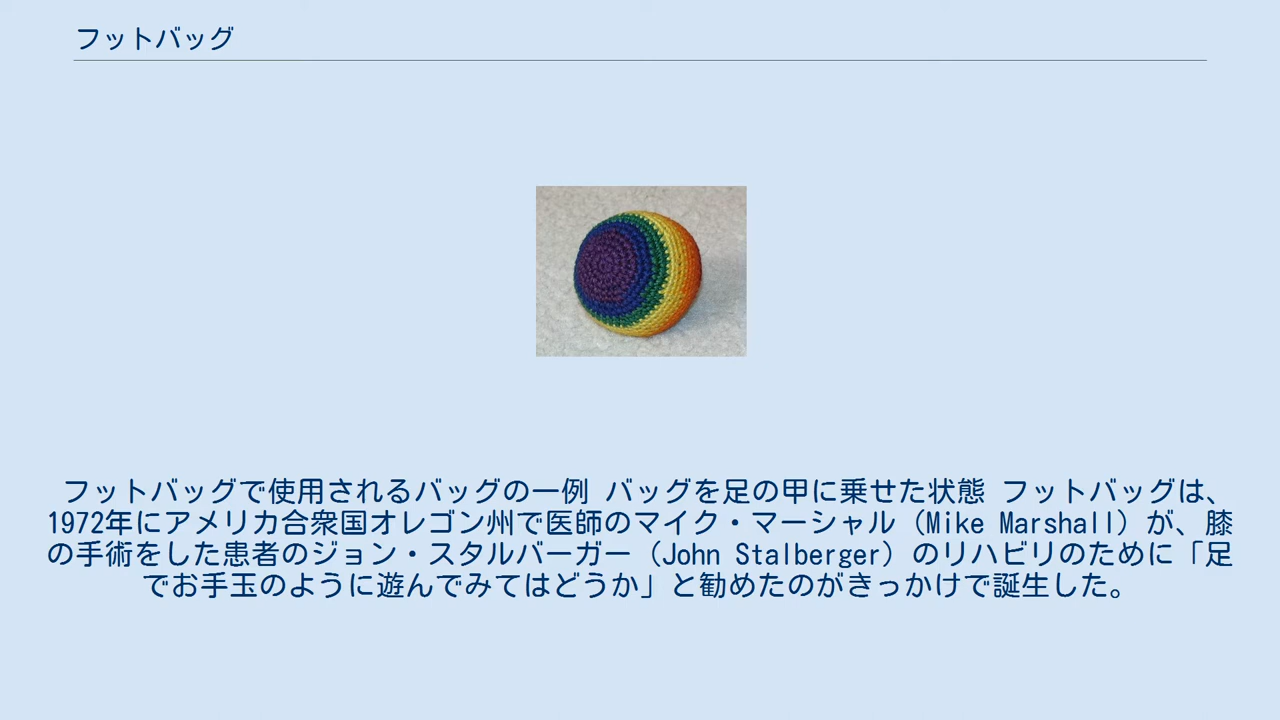 フットバッグ
フットバッグで使用されるバッグの一例 バッグを足の甲に乗せた状態 フットバッグは、
1972年にアメリカ合衆国オレゴン州で医師のマイク・マーシャル（Mike Marshall）が、膝
の手術をした患者のジョン・スタルバーガー（John Stalberger）のリハビリのために「足
でお手玉のように遊んでみてはどうか」と勧めたのがきっかけで誕生した。